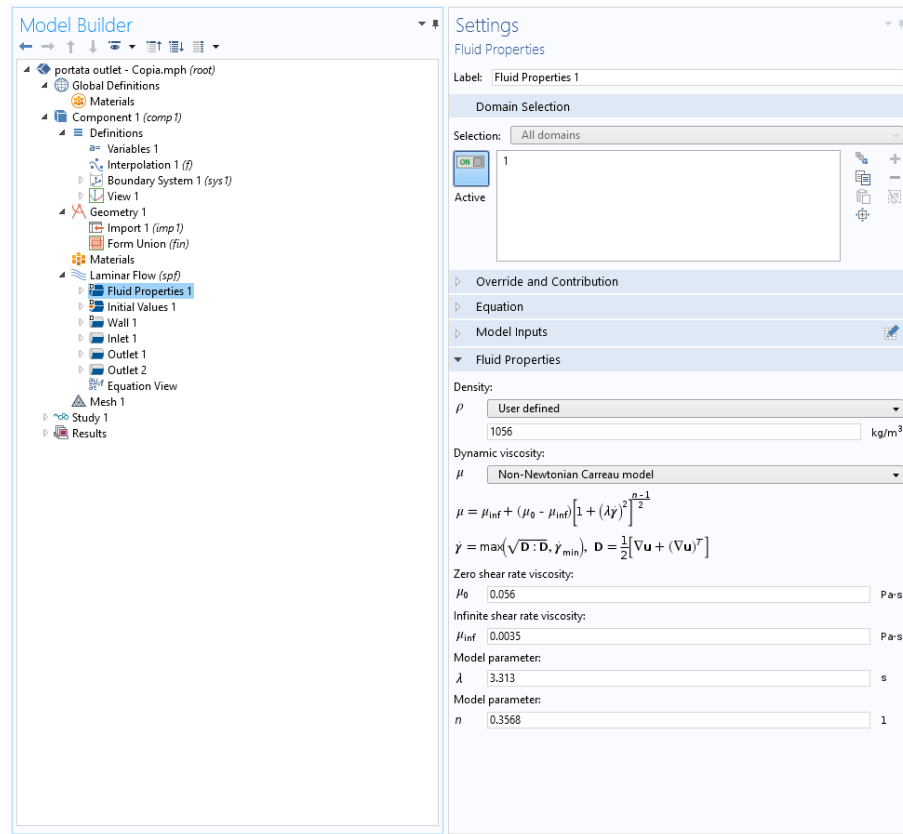 Model Builder
portata outlet - Copia.mph (root)
Global Definitions
Materials
Component 1 (comp1)
Definitions
a= Variables 1
Interpolation 1 (f)
Boundary System 1 (sys1)
View 1
Geometry 1
Import 1 (imp1)
Form Union (fin)
Materials
Laminar Flow (spf)
Fluid Properties 1
Initial Values 1
Wall 1
Inlet 1
Outlet 1
Outlet 2
Equation View
Mesh 1
Study 1
Results
Settings
Fluid Properties
Label: Fluid Properties 1
Domain Selection
Selection: All domains
ON
1
Active
Override and Contribution
Equation
Model Inputs
Fluid Properties
Density:
ρ User defined
1056 kg/m³
Dynamic viscosity:
μ Non-Newtonian Carreau model
μ = μ_inf + (μ_0 - μ_inf)[1 + (λγ̇)^2]^((n-1)/2)
γ̇ = max(√(D : D), γ̇_min), D = 1/2[∇u + (∇u)^T]
Zero shear rate viscosity:
μ0 0.056 Pa·s
Infinite shear rate viscosity:
μinf 0.0035 Pa·s
Model parameter:
λ 3.313 s
Model parameter:
n 0.3568 1